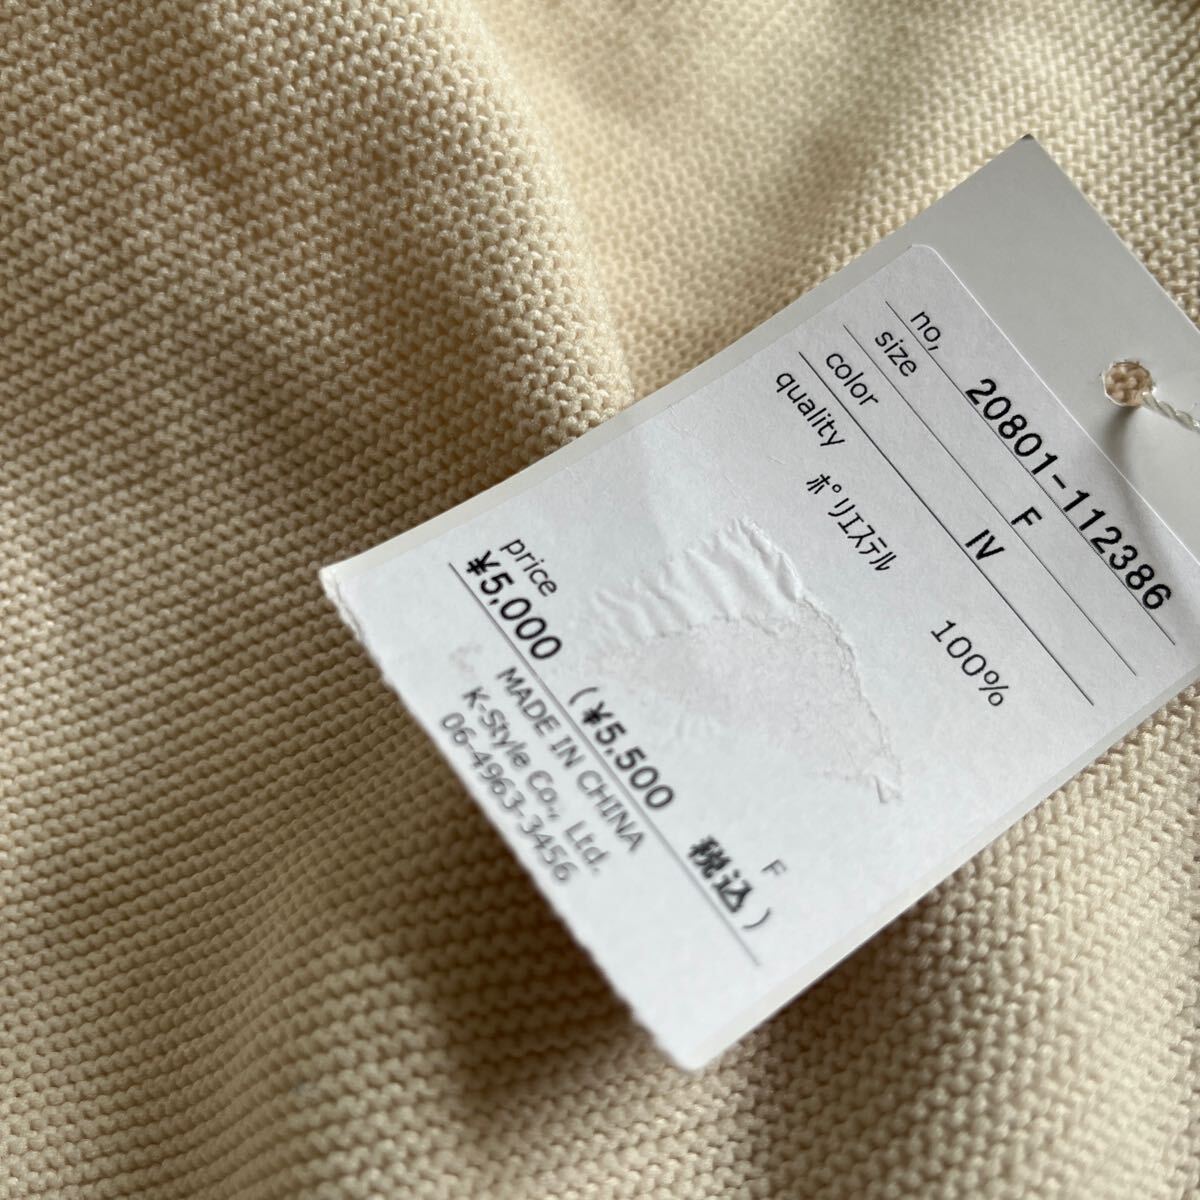 no, 20801-112386
size F
color IV
quality
ﾎﾟﾘｴｽﾃﾙ 100%
F
price
¥5,000 (¥5,500 税込)
MADE IN CHINA
K-Style Co., Ltd.
06-4963-3456